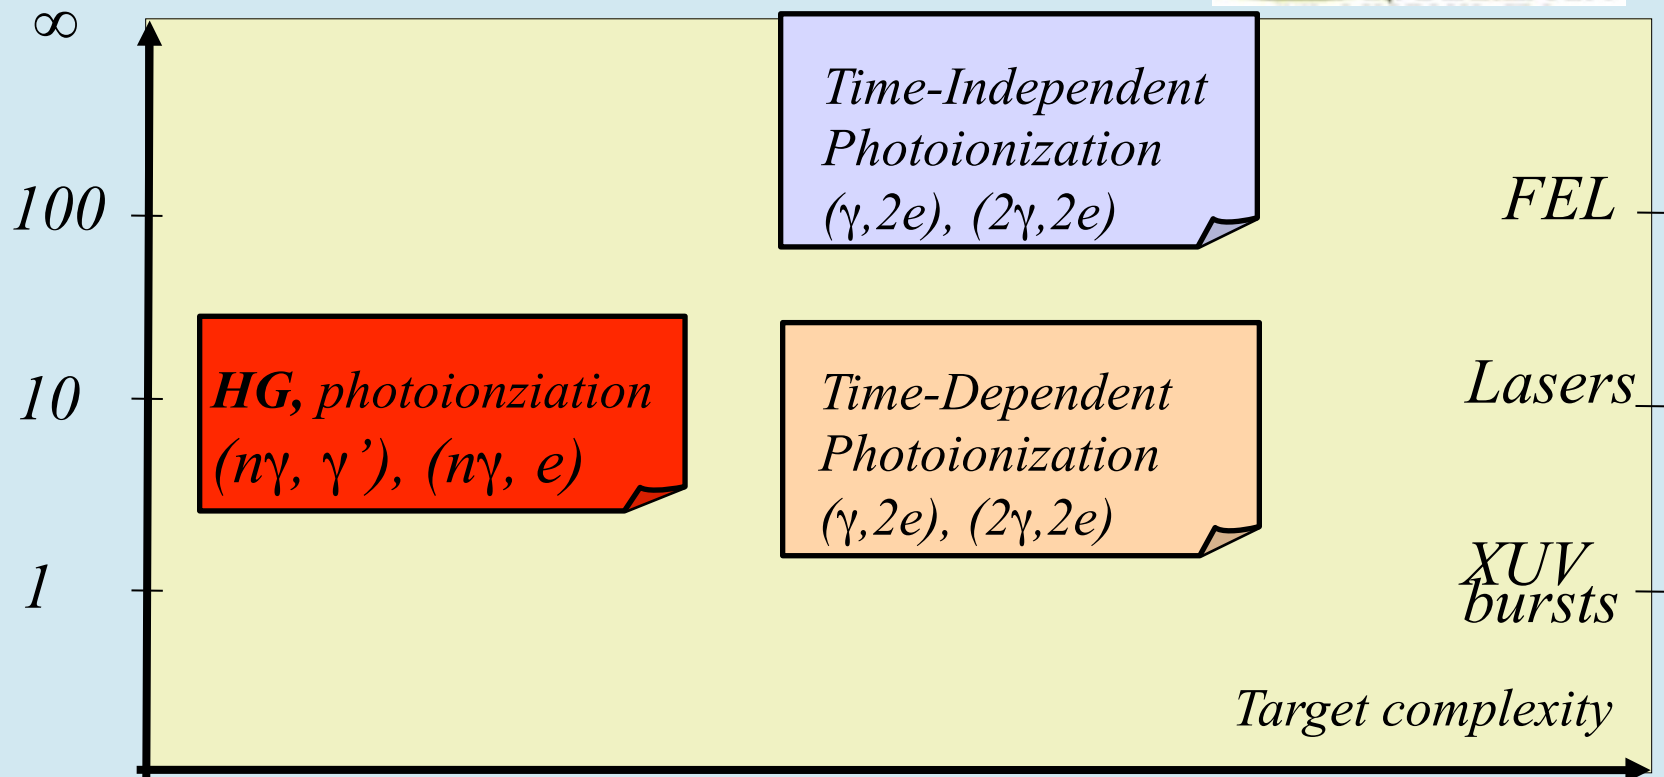 ∞
Time-Independent
Photoionization
(γ,2e), (2γ,2e)
100
FEL
HG, photoionziation
(nγ, γ’), (nγ, e)
10
Time-Dependent
Photoionization
(γ,2e), (2γ,2e)
Lasers
1
XUV
bursts
Target complexity